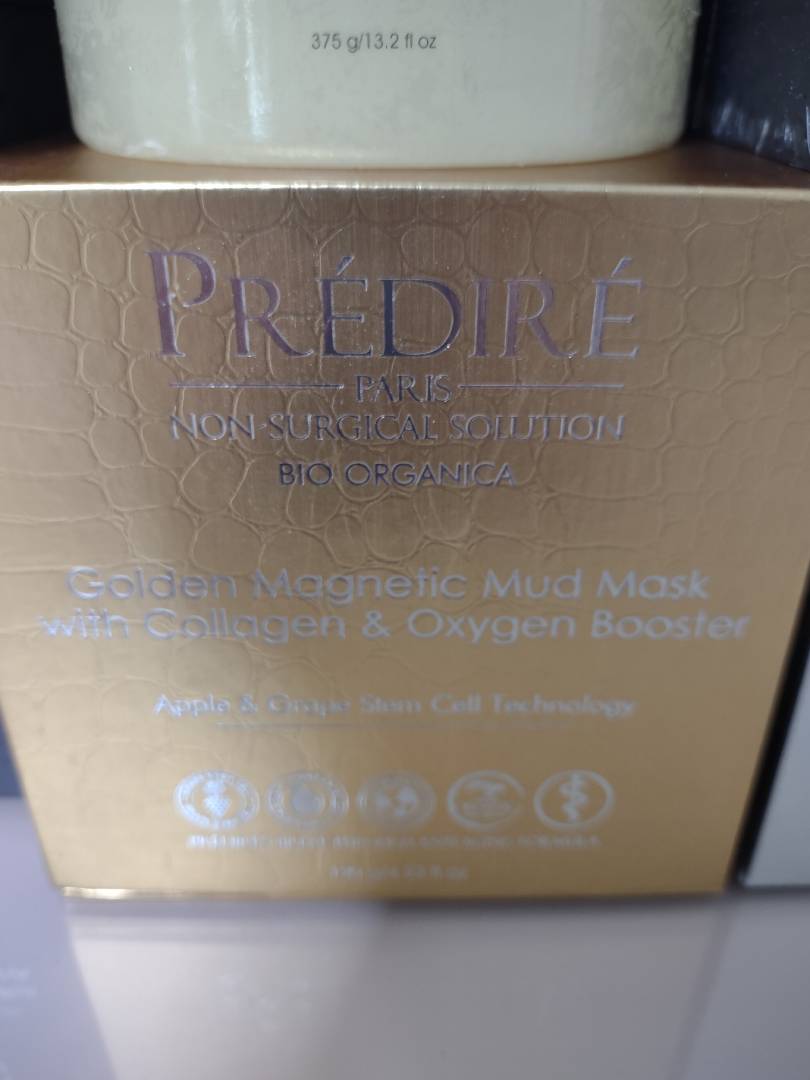 375 g/13.2 fl oz
PRÉDIRÉ
PARIS
NON-SURGICAL SOLUTION
BIO ORGANICA
Golden Magnetic Mud Mask
with Collagen & Oxygen Booster
Apple & Grape Stem Cell Technology
FORMULA